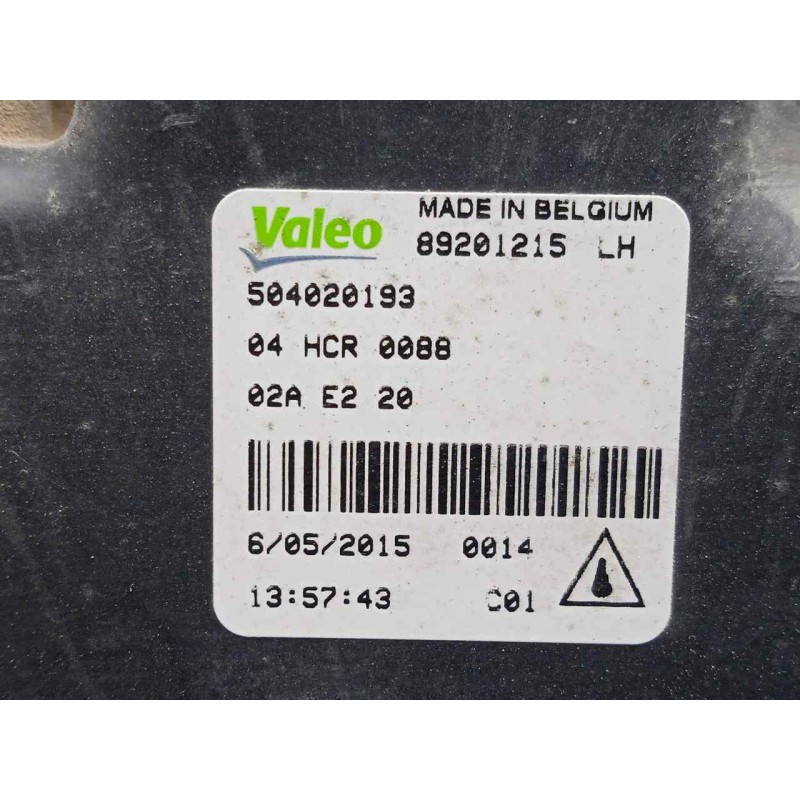 Valeo MADE IN BELGIUM
89201215 LH
504020193
04 HCR 0088
02A E2 20
6/05/2015 0014
13:57:43 C01